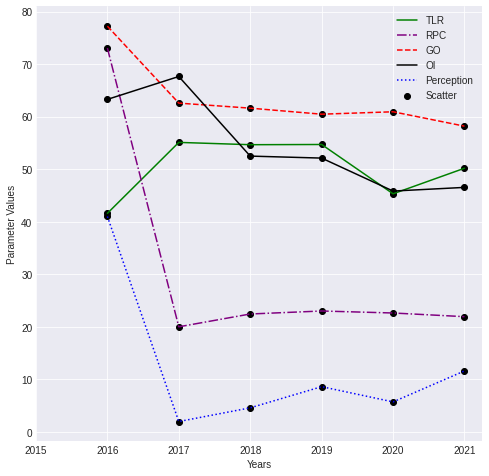 80
70
60
50
40
30
20
10
0
Parameter Values
TLR
RPC
GO
OI
Perception
Scatter
2015 2016 2017 2018 2019 2020 2021
Years